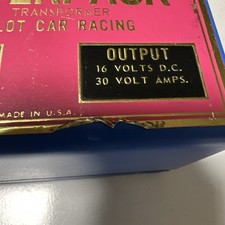 TRANSFORMER
LOT CAR RACING
OUTPUT
16 VOLTS D.C.
30 VOLT AMPS.
MADE IN U.S.A.